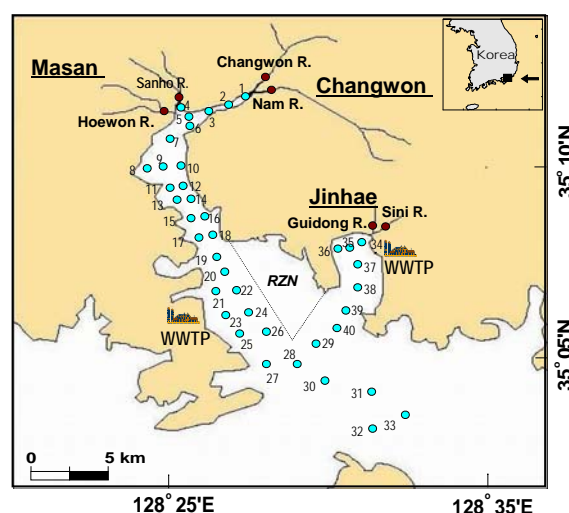 Korea
Changwon R.
Masan
Sanho R.
Changwon
1
2
Nam R.
4
3
Hoewon R.
5
6
7
35° 10'N
8
9
10
11
12
13
14
Jinhae
15
16
Guidong R.
Sini R.
17
18
36
35
34
WWTP
19
37
20
RZN
38
21
22
39
23
24
WWTP
25
26
40
29
35° 05'N
27
28
30
31
32
33
0
5 km
128° 25'E
128° 35'E